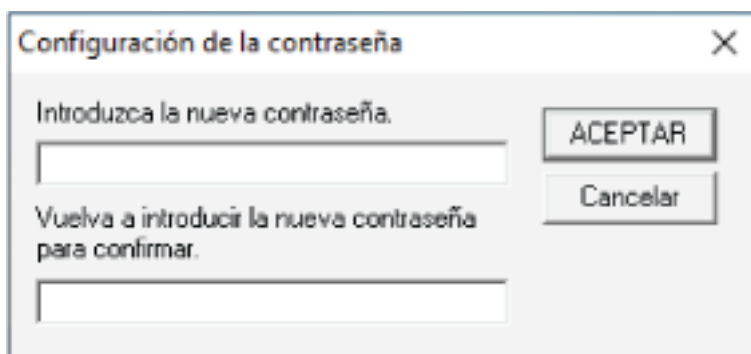 Configuración de la contraseña
Introduzca la nueva contraseña.
ACEPTAR
Cancelar
Vuelva a introducir la nueva contraseña
para confirmar.